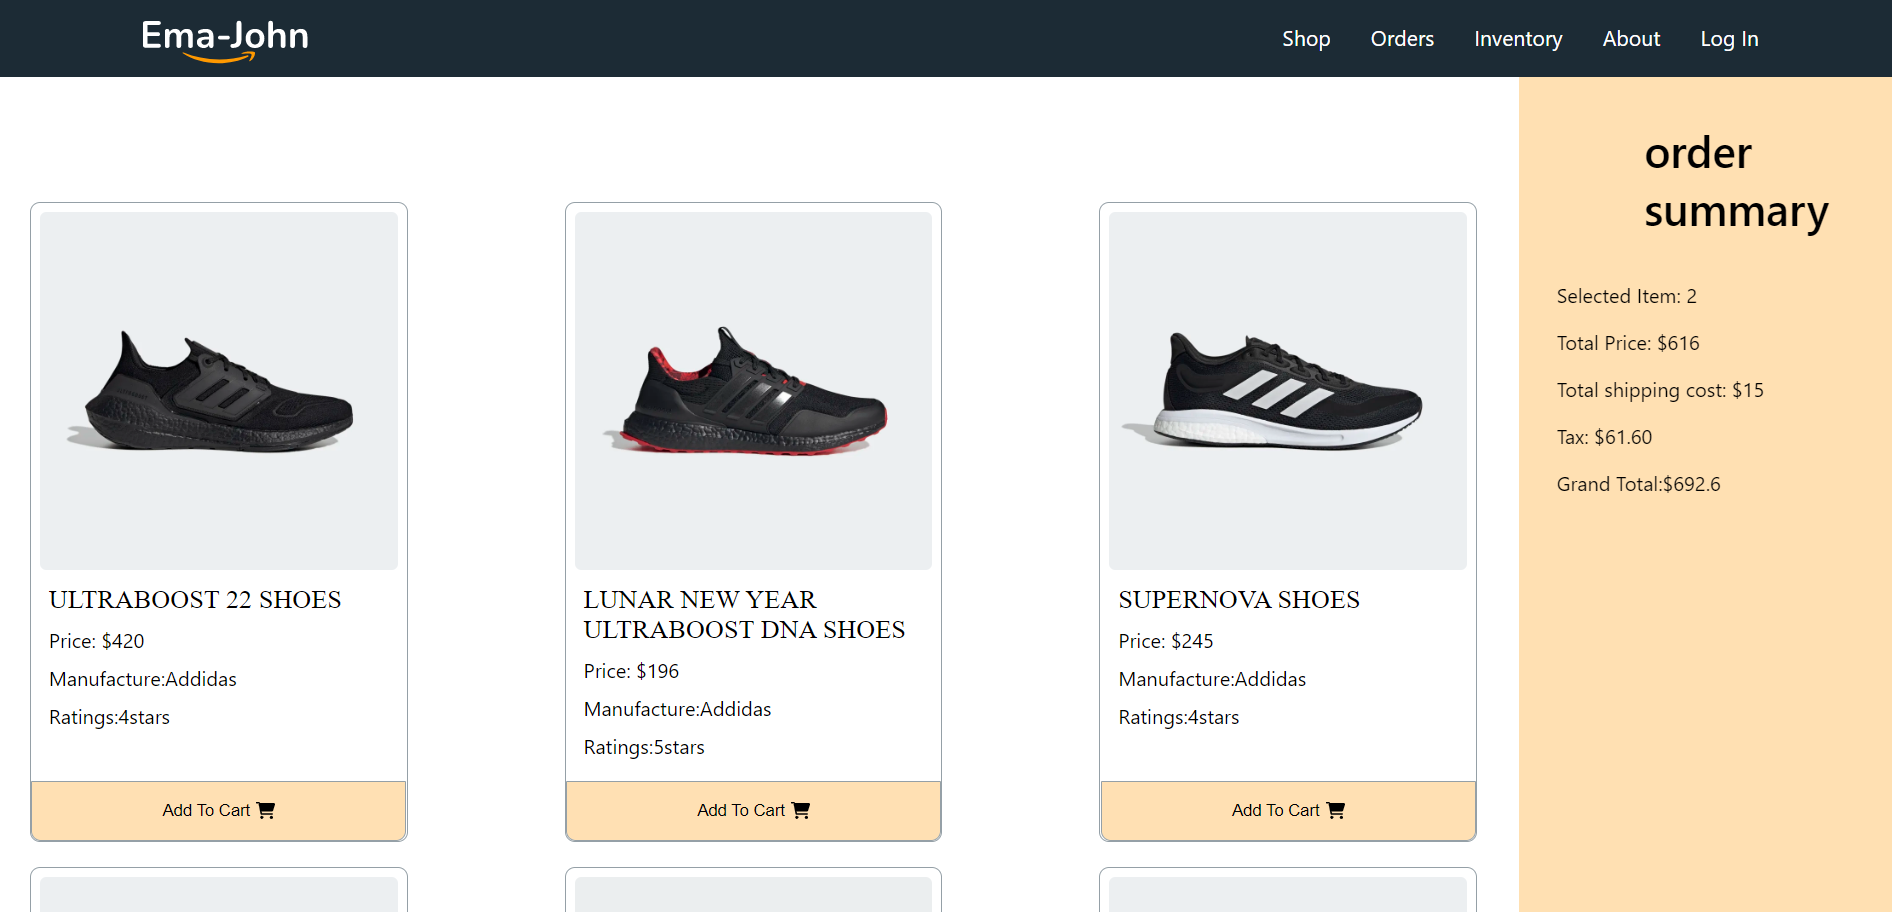 Ema-John
Shop Orders Inventory About Log In
order
summary
Selected Item: 2
Total Price: $616
Total shipping cost: $15
Tax: $61.60
Grand Total:$692.6
ULTRABOOST 22 SHOES
Price: $420
Manufacture:Addidas
Ratings:4stars
Add To Cart
LUNAR NEW YEAR
ULTRABOOST DNA SHOES
Price: $196
Manufacture:Addidas
Ratings:5stars
Add To Cart
SUPERNOVA SHOES
Price: $245
Manufacture:Addidas
Ratings:4stars
Add To Cart